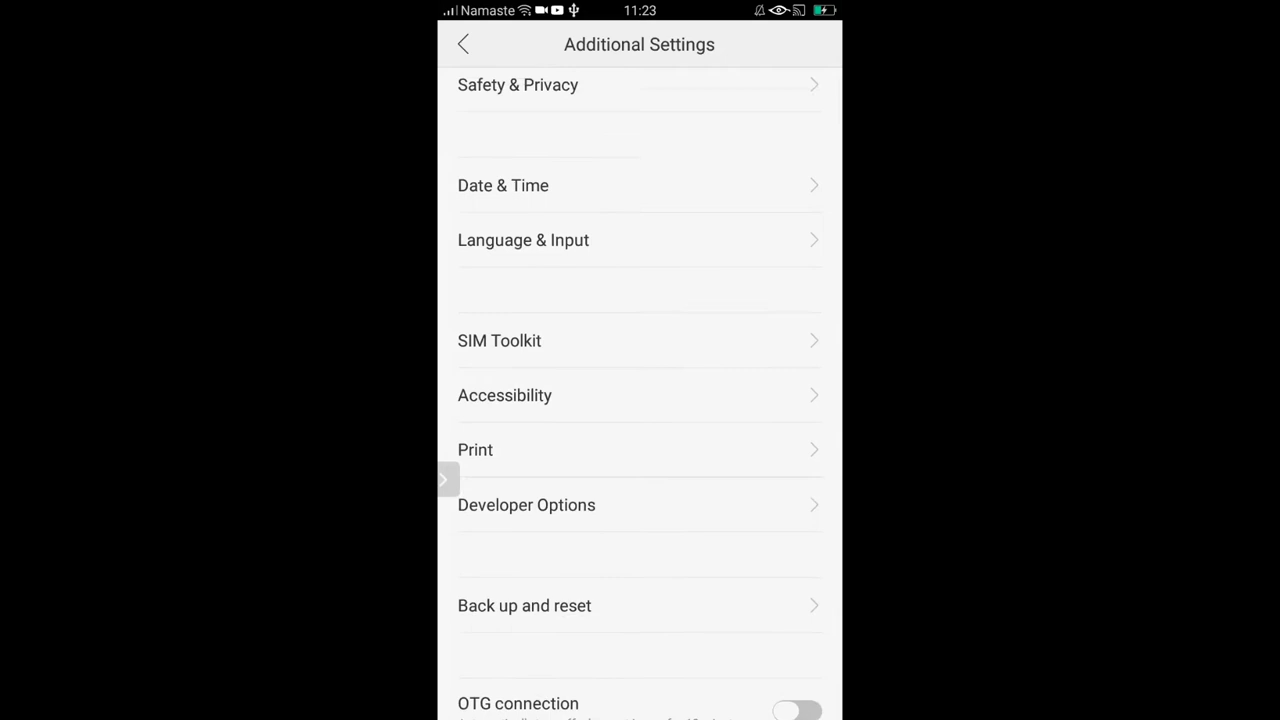 Namaste 11:23
Additional Settings
Safety & Privacy
Date & Time
Language & Input
SIM Toolkit
Accessibility
Print
Developer Options
Back up and reset
OTG connection